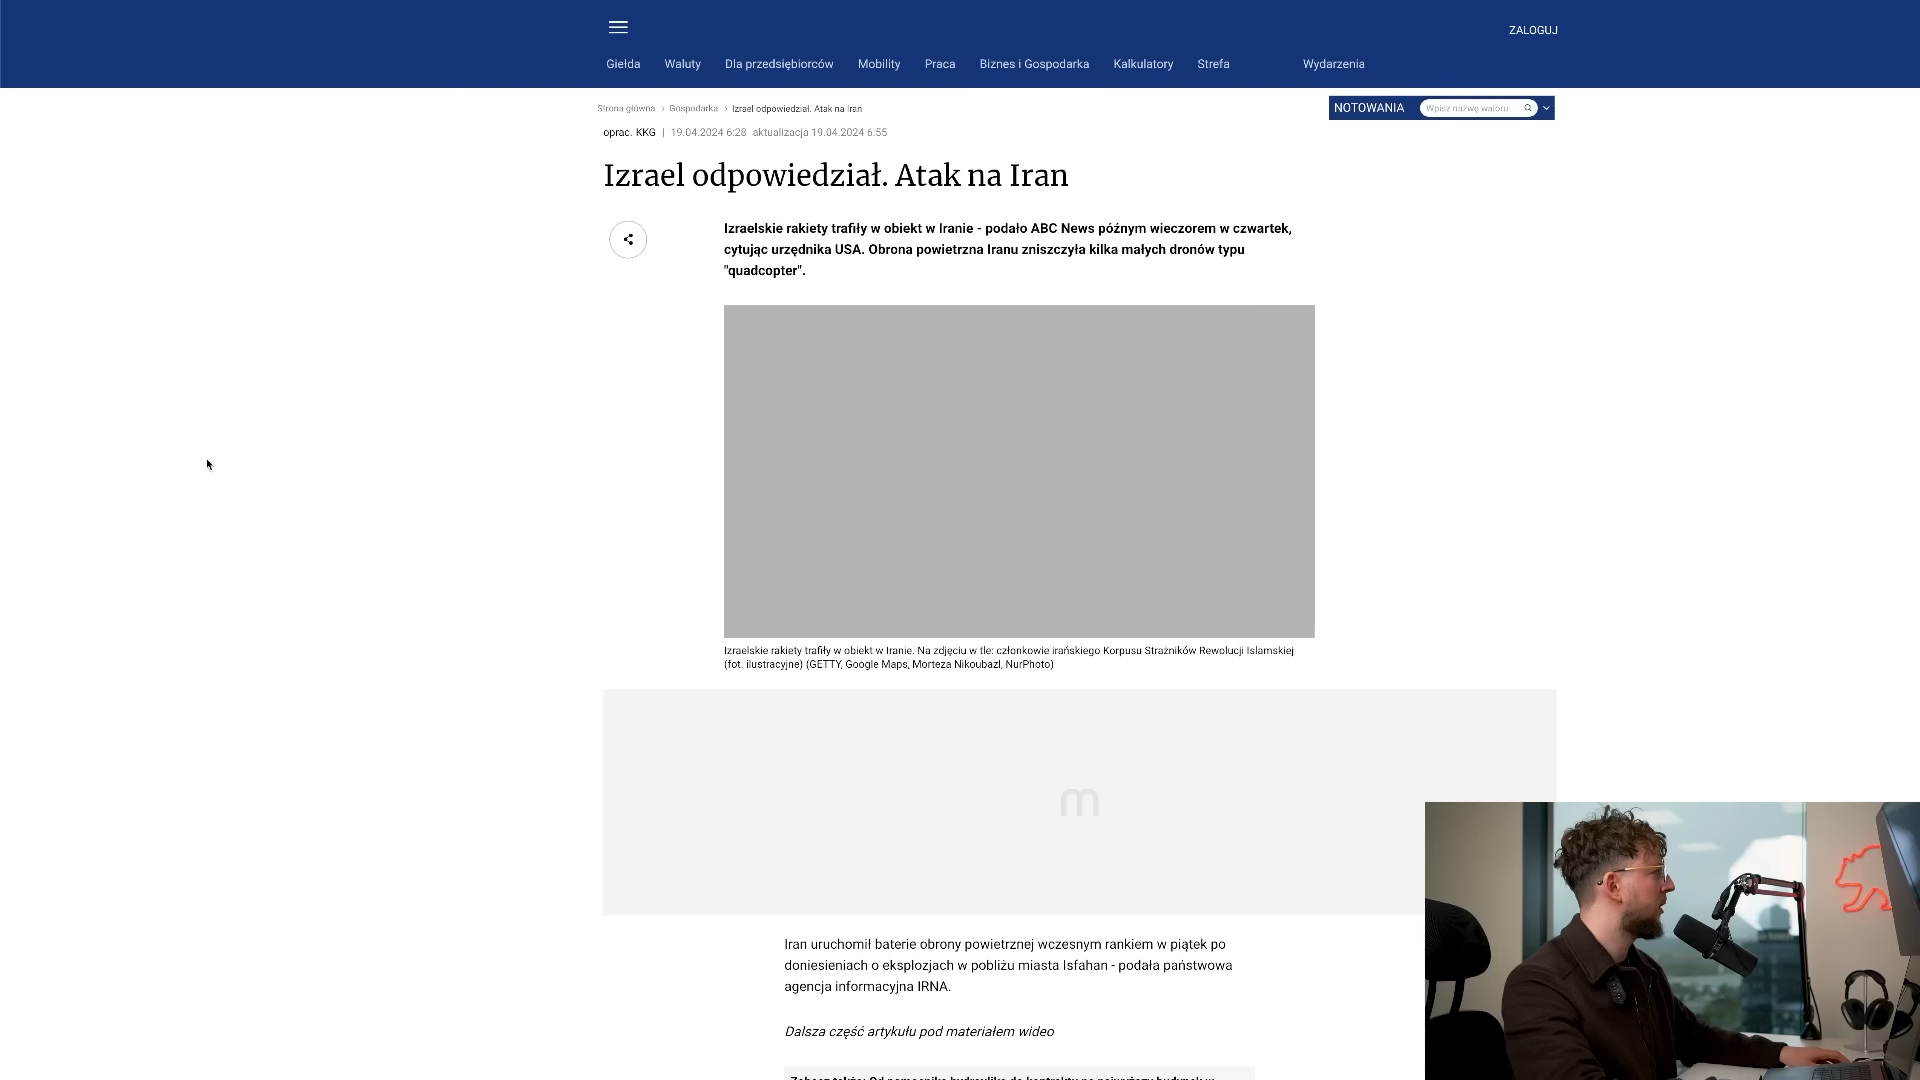 ZALOGUJ
Giełda Waluty Dla przedsiębiorców Mobility Praca Biznes i Gospodarka Kalkulatory Strefa Wydarzenia
Strona główna › Gospodarka › Izrael odpowiedział. Atak na Iran
NOTOWANIA Wpisz nazwę waloru
oprac. KKG | 19.04.2024 6:28 aktualizacja 19.04.2024 6:55
Izrael odpowiedział. Atak na Iran
Izraelskie rakiety trafiły w obiekt w Iranie - podało ABC News późnym wieczorem w czwartek,
cytując urzędnika USA. Obrona powietrzna Iranu zniszczyła kilka małych dronów typu
"quadcopter".
Izraelskie rakiety trafiły w obiekt w Iranie. Na zdjęciu w tle: członkowie irańskiego Korpusu Strażników Rewolucji Islamskiej
(fot. ilustracyjne) (GETTY, Google Maps, Morteza Nikoubazl, NurPhoto)
m
Iran uruchomił baterie obrony powietrznej wczesnym rankiem w piątek po
doniesieniach o eksplozjach w pobliżu miasta Isfahan - podała państwowa
agencja informacyjna IRNA.
Dalsza część artykułu pod materiałem wideo